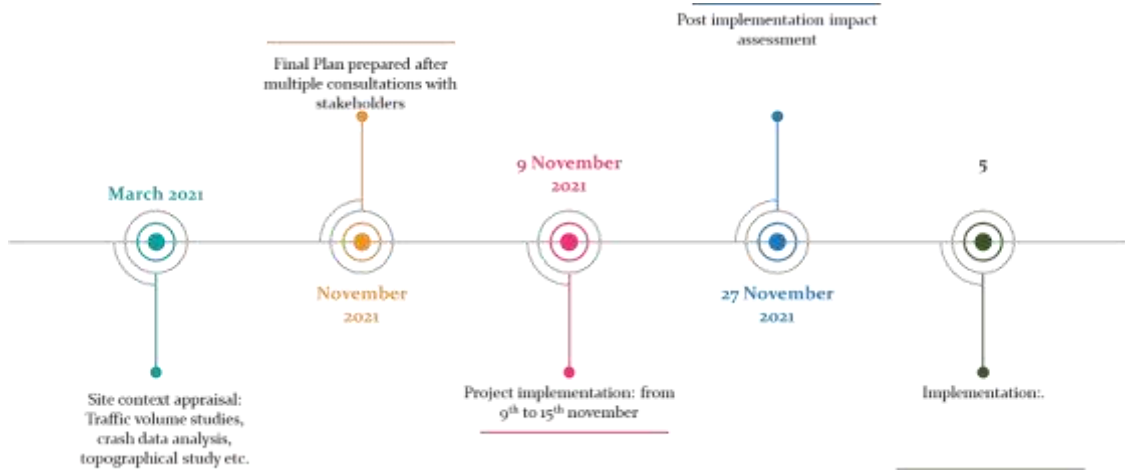 March 2021
Site context appraisal:
Traffic volume studies,
crash data analysis,
topographical study etc.
Final Plan prepared after
multiple consultations with
stakeholders
November
2021
9 November
2021
Project implementation: from
9th to 15th november
Post implementation impact
assessment
27 November
2021
5
Implementation:.